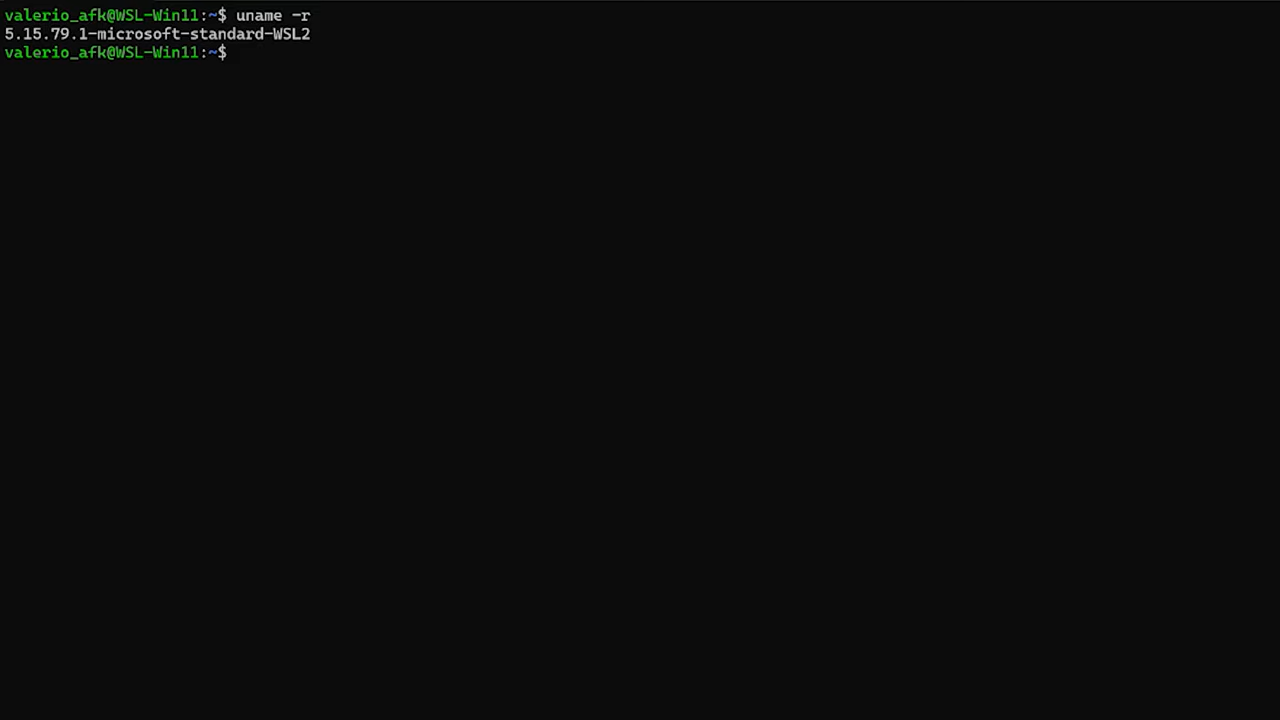 valerio_afk@WSL-Win11:~$ uname -r
5.15.79.1-microsoft-standard-WSL2
valerio_afk@WSL-Win11:~$